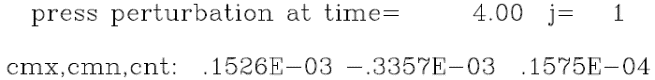 press perturbation at time= 4.00 j= 1
cmx,cmn,cnt: .1526E−03 −.3357E−03 .1575E−04